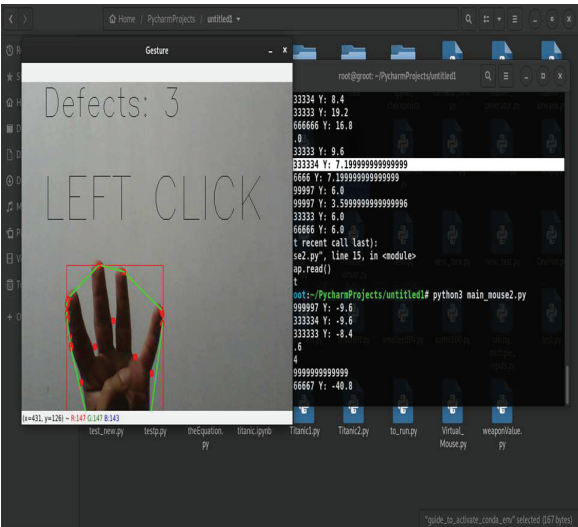 Home / PycharmProjects / untitled1
Gesture
Defects: 3
LEFT CLICK
(x=431, y=126) ~ R:147 G:147 B:143
root@groot: ~/PycharmProjects/untitled1
33334 Y: 8.4
33333 Y: 19.2
666666 Y: 16.8
.0
33333 Y: 9.6
333334 Y: 7.199999999999999
6666 Y: 7.199999999999999
99997 Y: 6.0
99997 Y: 3.5999999999999996
33333 Y: 6.0
66666 Y: 6.0
t recent call last):
se2.py", line 15, in <module>
ap.read()
t
oot:~/PycharmProjects/untitled1# python3 main_mouse2.py
999997 Y: -9.6
333334 Y: -9.6
333333 Y: -8.4
.6
4
9999999999999
66667 Y: -40.8
test_new.py testp.py theEquation.py titanic.ipynb Titanic1.py Titanic2.py to_run.py Virtual_Mouse.py weaponValue.py
"guide_to_activate_conda_env" selected (167 bytes)